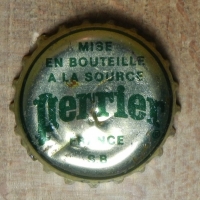 MISE
EN BOUTEILLE
A LA SOURCE
Perrier
FRANCE